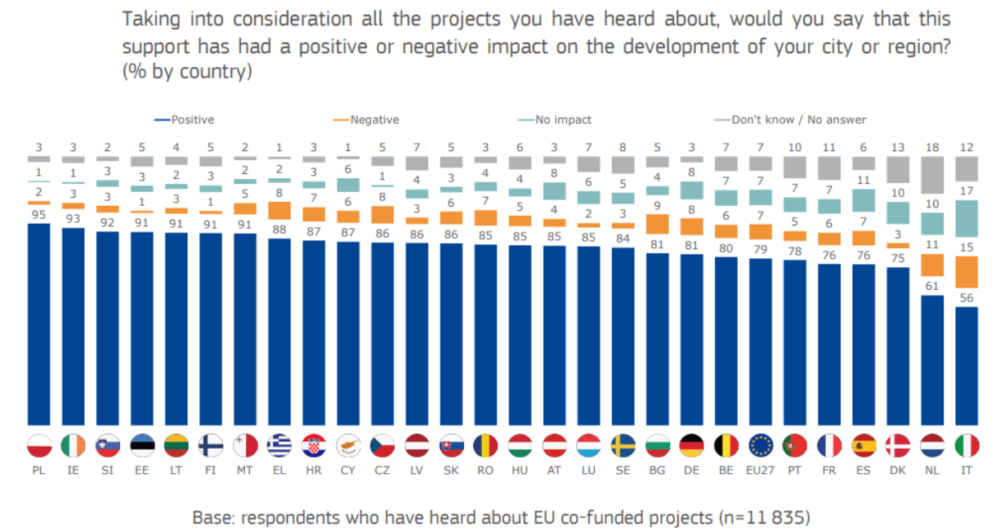 Taking into consideration all the projects you have heard about, would you say that this
support has had a positive or negative impact on the development of your city or region?
(% by country)
Positive Negative No impact Don't know / No answer
3 3 2 5 4 5 2 1 3 1 5 7 5 3 6 3 7 8 5 3 7 7 10 11 6 13 18 12
1 1 3 3 2 3 2 2 3 6 1 4 3 4 4 8 6 5 4 8 7 7 7 7 11 10 10 17
2 3 3 1 3 1 5 8 7 6 8 3 6 7 5 4 2 3 9 8 6 7 5 6 7 3 11 15
95 93 92 91 91 91 91 88 87 87 86 86 86 85 85 85 85 84 81 81 80 79 78 76 76 75 61 56
PL IE SI EE LT FI MT EL HR CY CZ LV SK RO HU AT LU SE BG DE BE EU27 PT FR ES DK NL IT
Base: respondents who have heard about EU co-funded projects (n=11 835)